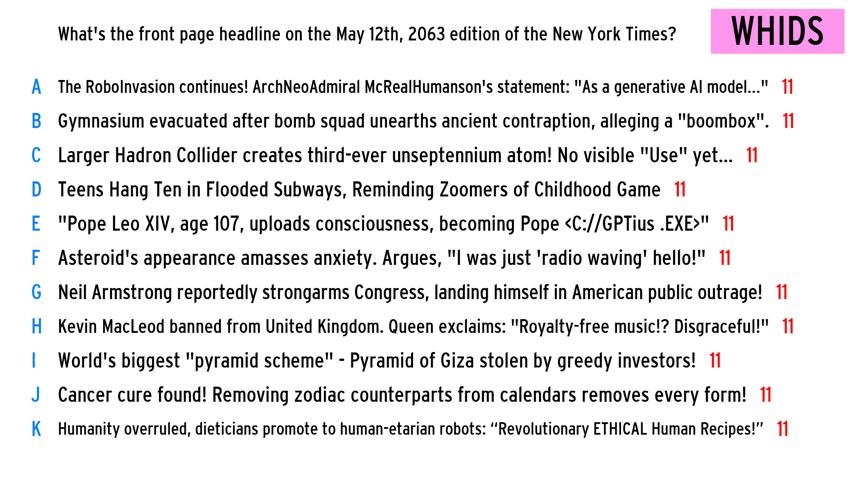 What's the front page headline on the May 12th, 2063 edition of the New York Times?
WHIDS
A The RoboInvasion continues! ArchNeoAdmiral McRealHumanson's statement: "As a generative AI model..." 11
B Gymnasium evacuated after bomb squad unearths ancient contraption, alleging a "boombox". 11
C Larger Hadron Collider creates third-ever unseptennium atom! No visible "Use" yet... 11
D Teens Hang Ten in Flooded Subways, Reminding Zoomers of Childhood Game 11
E "Pope Leo XIV, age 107, uploads consciousness, becoming Pope <C://GPTius .EXE>" 11
F Asteroid's appearance amasses anxiety. Argues, "I was just 'radio waving' hello!" 11
G Neil Armstrong reportedly strongarms Congress, landing himself in American public outrage! 11
H Kevin MacLeod banned from United Kingdom. Queen exclaims: "Royalty-free music!? Disgraceful!" 11
I World's biggest "pyramid scheme" - Pyramid of Giza stolen by greedy investors! 11
J Cancer cure found! Removing zodiac counterparts from calendars removes every form! 11
K Humanity overruled, dieticians promote to human-etarian robots: “Revolutionary ETHICAL Human Recipes!” 11